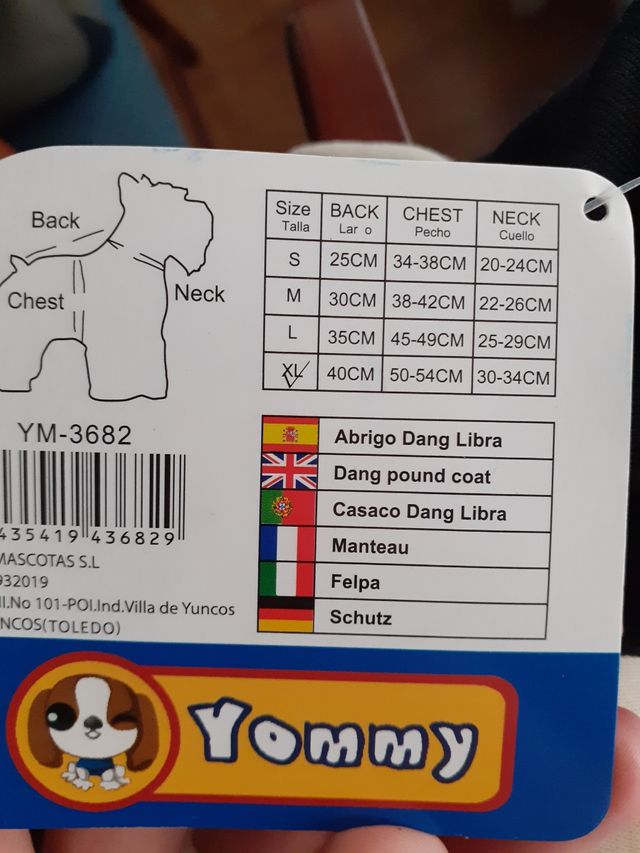 Back
Chest
Neck
Size BACK CHEST NECK
Talla Lar o Pecho Cuello
S 25CM 34-38CM 20-24CM
M 30CM 38-42CM 22-26CM
L 35CM 45-49CM 25-29CM
XL 40CM 50-54CM 30-34CM
YM-3682
435419 436829
MASCOTAS S.L
932019
ll.No 101-POI.Ind.Villa de Yuncos
NCOS(TOLEDO)
Abrigo Dang Libra
Dang pound coat
Casaco Dang Libra
Manteau
Felpa
Schutz
Yommy